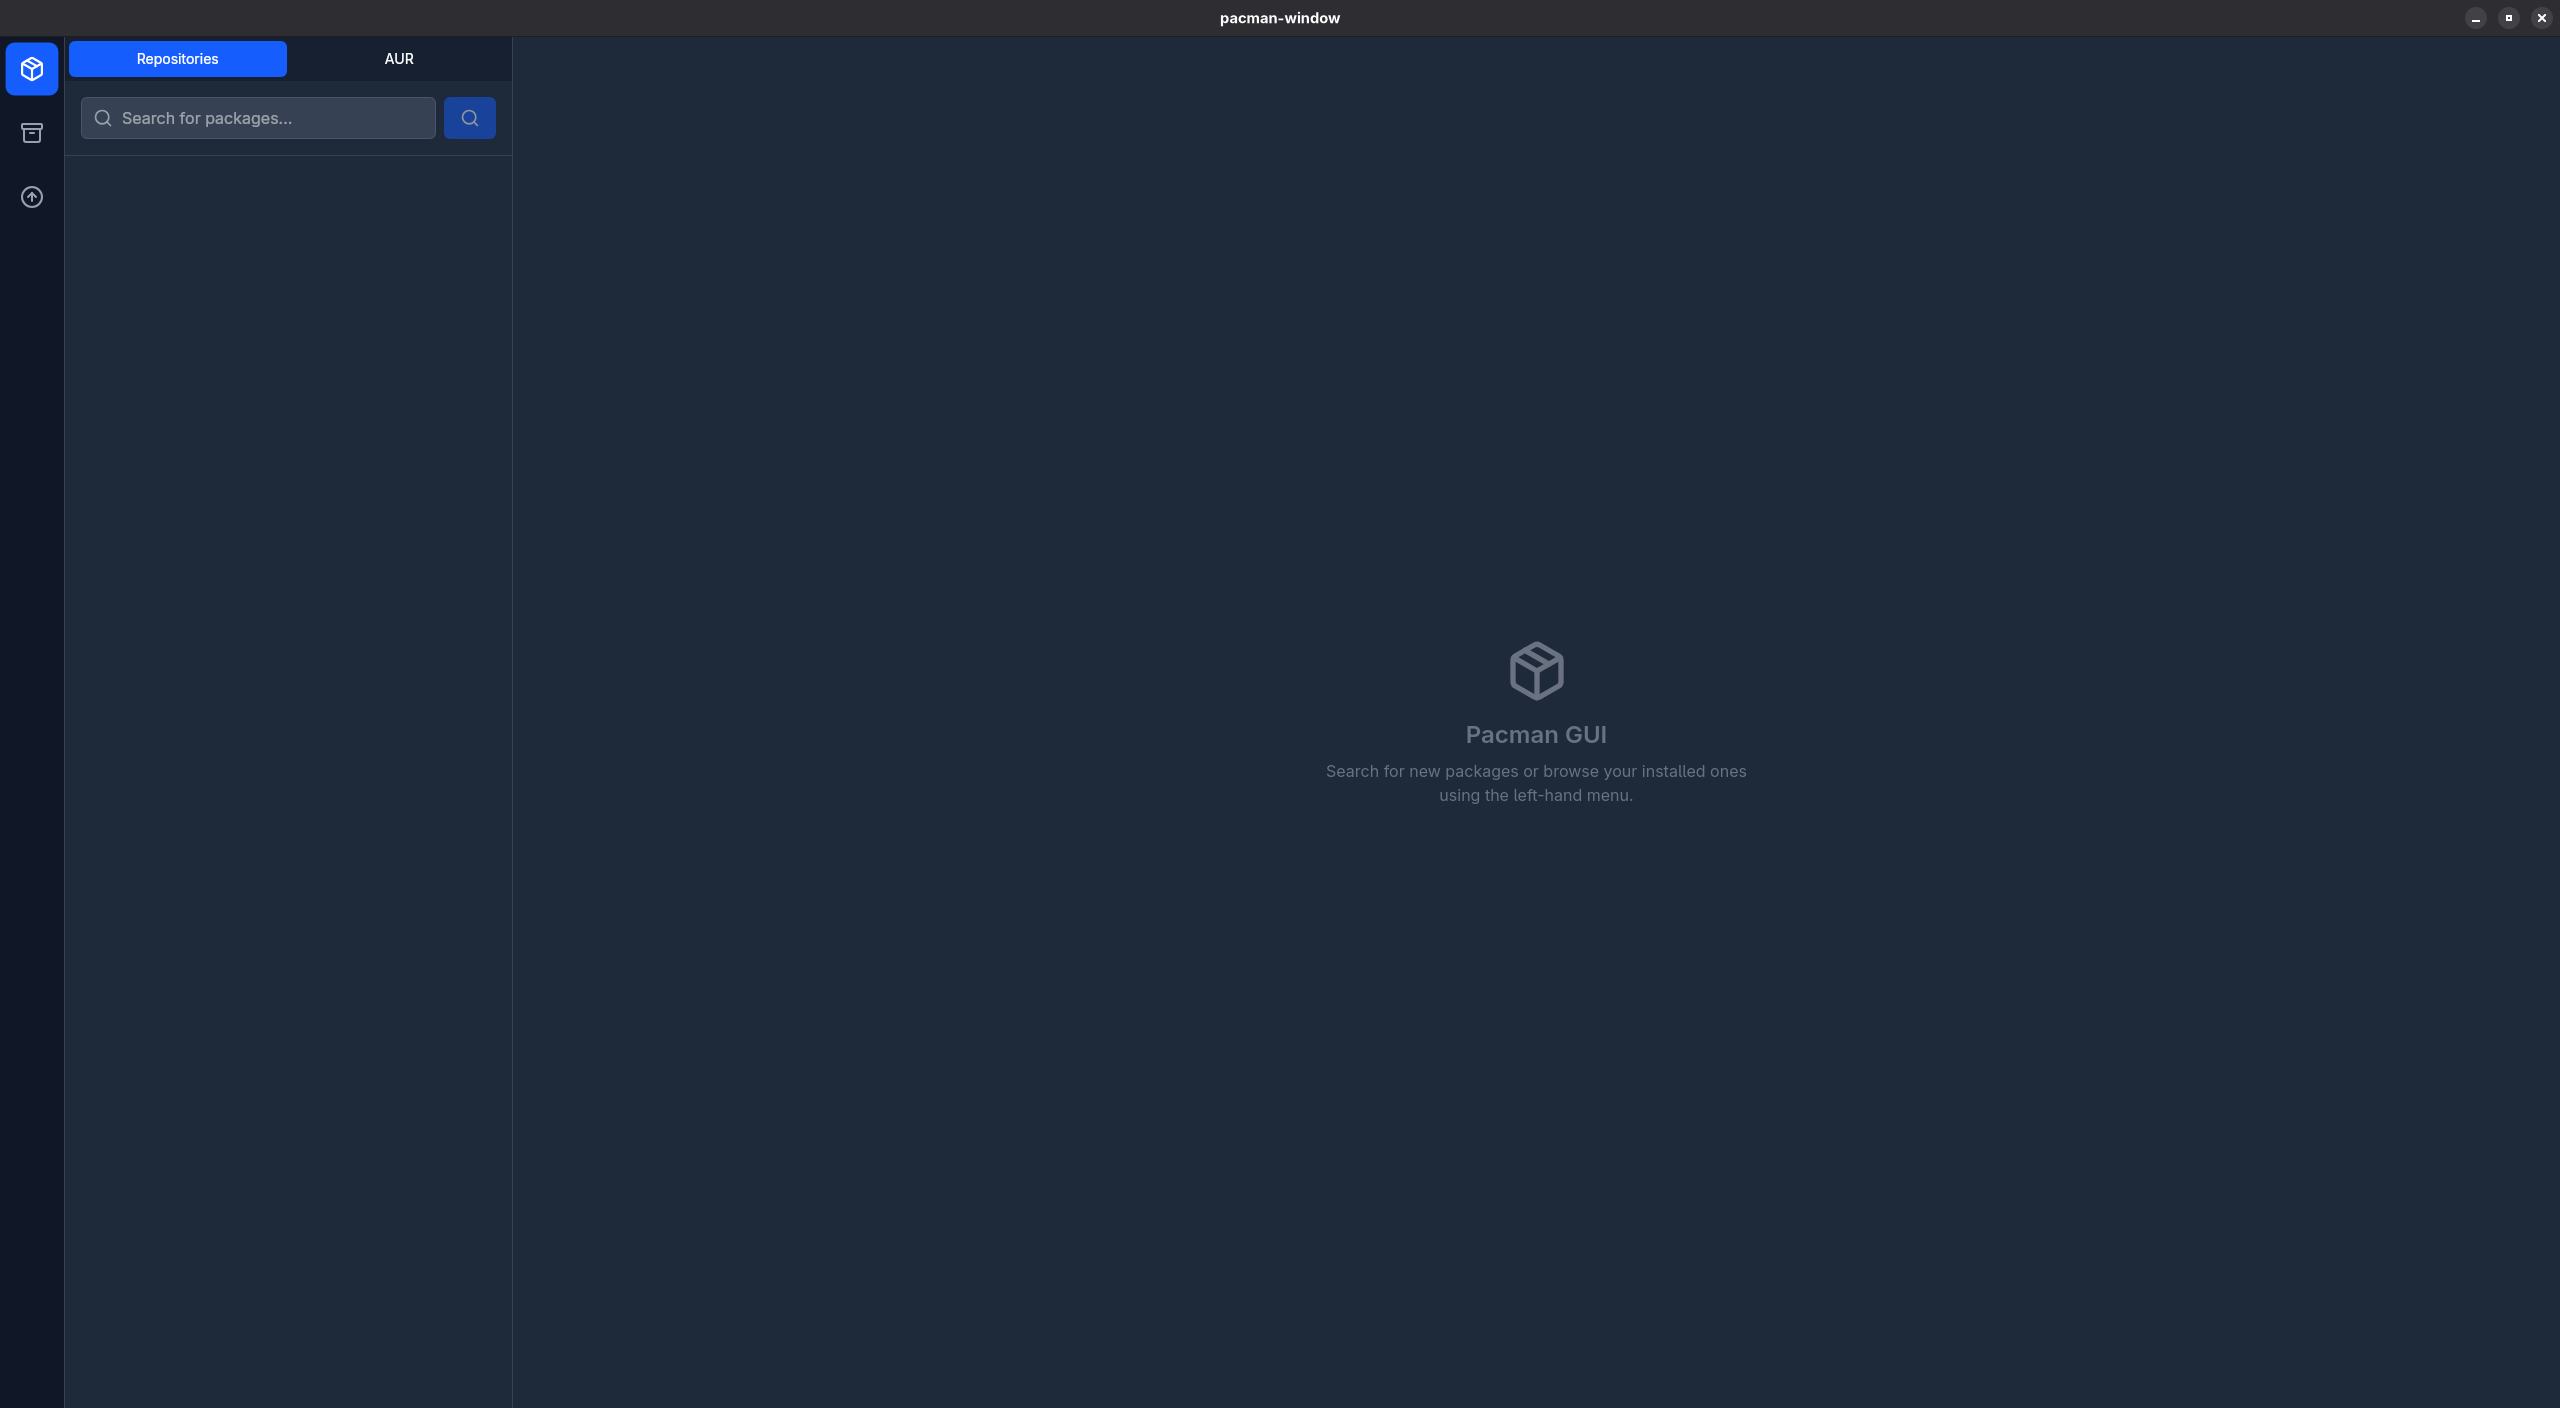 pacman-window
Repositories
AUR
Search for packages...
Pacman GUI
Search for new packages or browse your installed ones
using the left-hand menu.